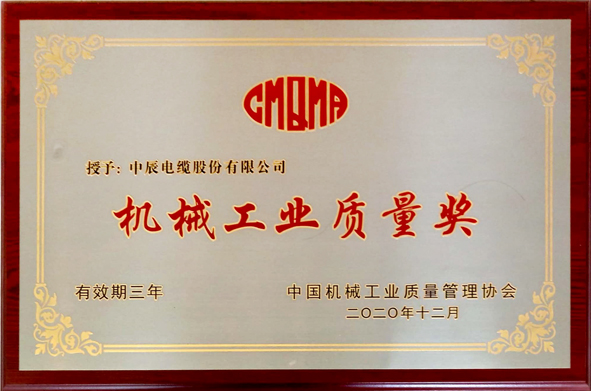 CMQMA
授予: 中辰电缆股份有限公司
机械工业质量奖
有效期三年
中国机械工业质量管理协会
二〇二〇年十二月